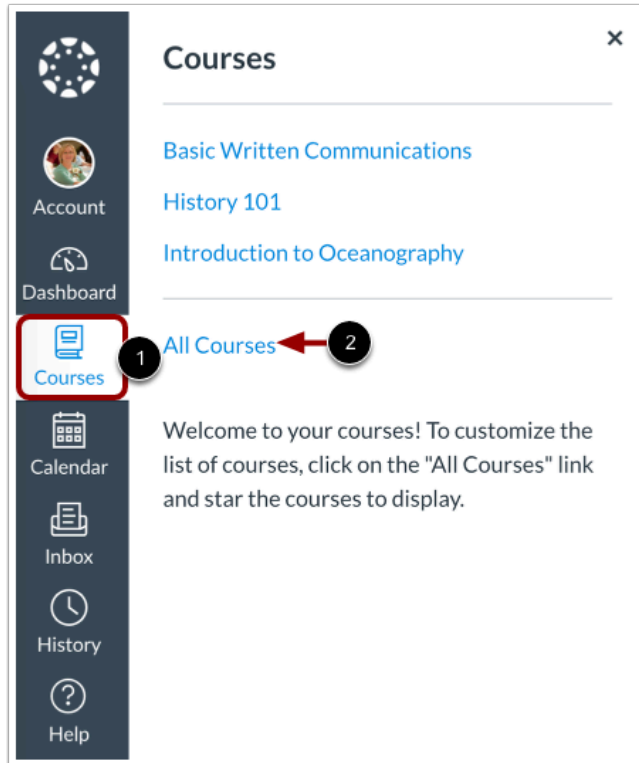 Courses
×
Basic Written Communications
History 101
Introduction to Oceanography
All Courses
2
Welcome to your courses! To customize the
list of courses, click on the "All Courses" link
and star the courses to display.
Account
Dashboard
Courses
1
Calendar
Inbox
History
?
Help